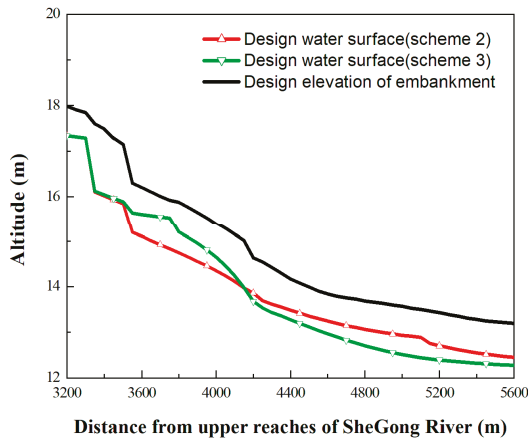 20
18
16
14
12
Altitude (m)
Design water surface(scheme 2)
Design water surface(scheme 3)
Design elevation of embankment
3200 3600 4000 4400 4800 5200 5600
Distance from upper reaches of SheGong River (m)